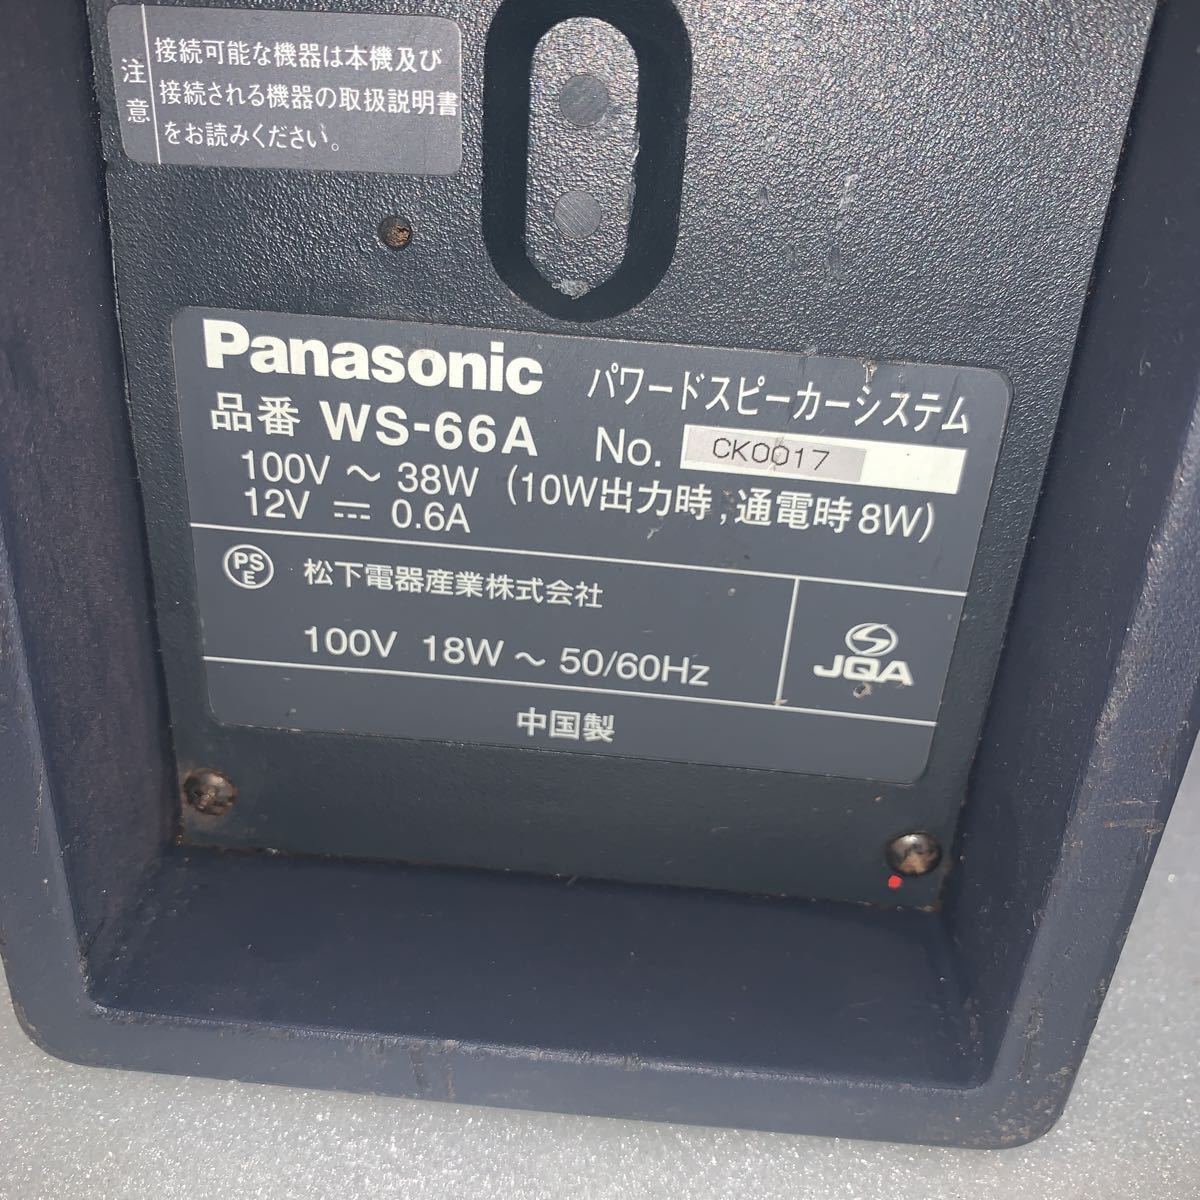 注意
接続可能な機器は本機及び
接続される機器の取扱説明書
をお読みください。
Panasonic パワードスピーカーシステム
品番 WS-66A No. CK0017
100V ~ 38W (10W出力時,通電時8W)
12V ⎓ 0.6A
PSE 松下電器産業株式会社
100V 18W ~ 50/60Hz
JQA
中国製